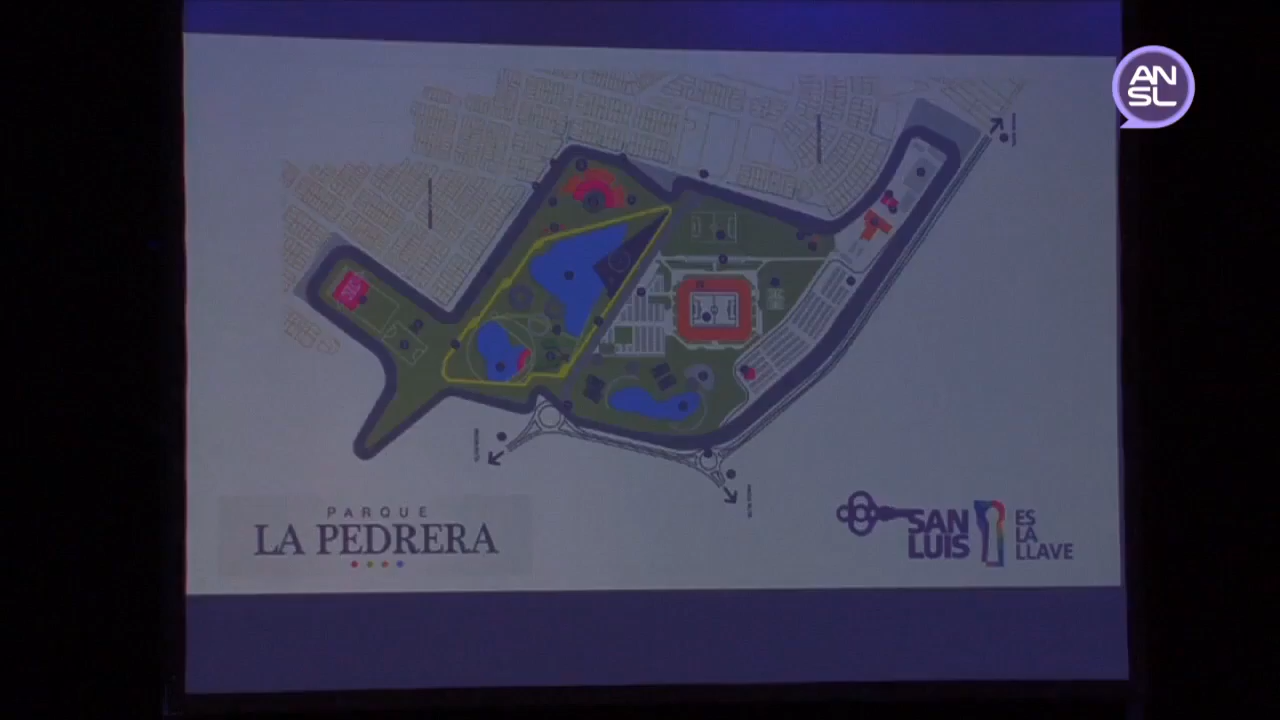 AN
SL
PARQUE
LA PEDRERA
SAN
LUIS
ES
LA
LLAVE